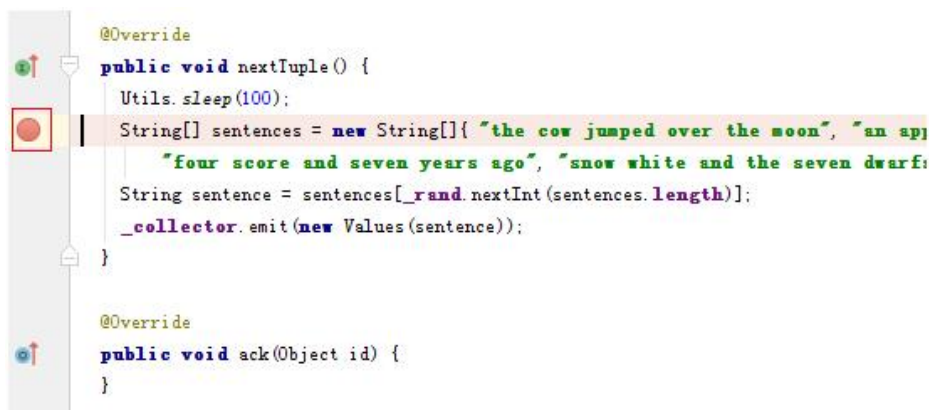 @Override
public void nextTuple() {
Utils.sleep(100);
String[] sentences = new String[]{ "the cow jumped over the moon", "an
"four score and seven years ago", "snow white and the seven
String sentence = sentences[_rand.nextInt(sentences.length)];
_collector.emit(new Values(sentence));
}
@Override
public void ack(Object id) {
}